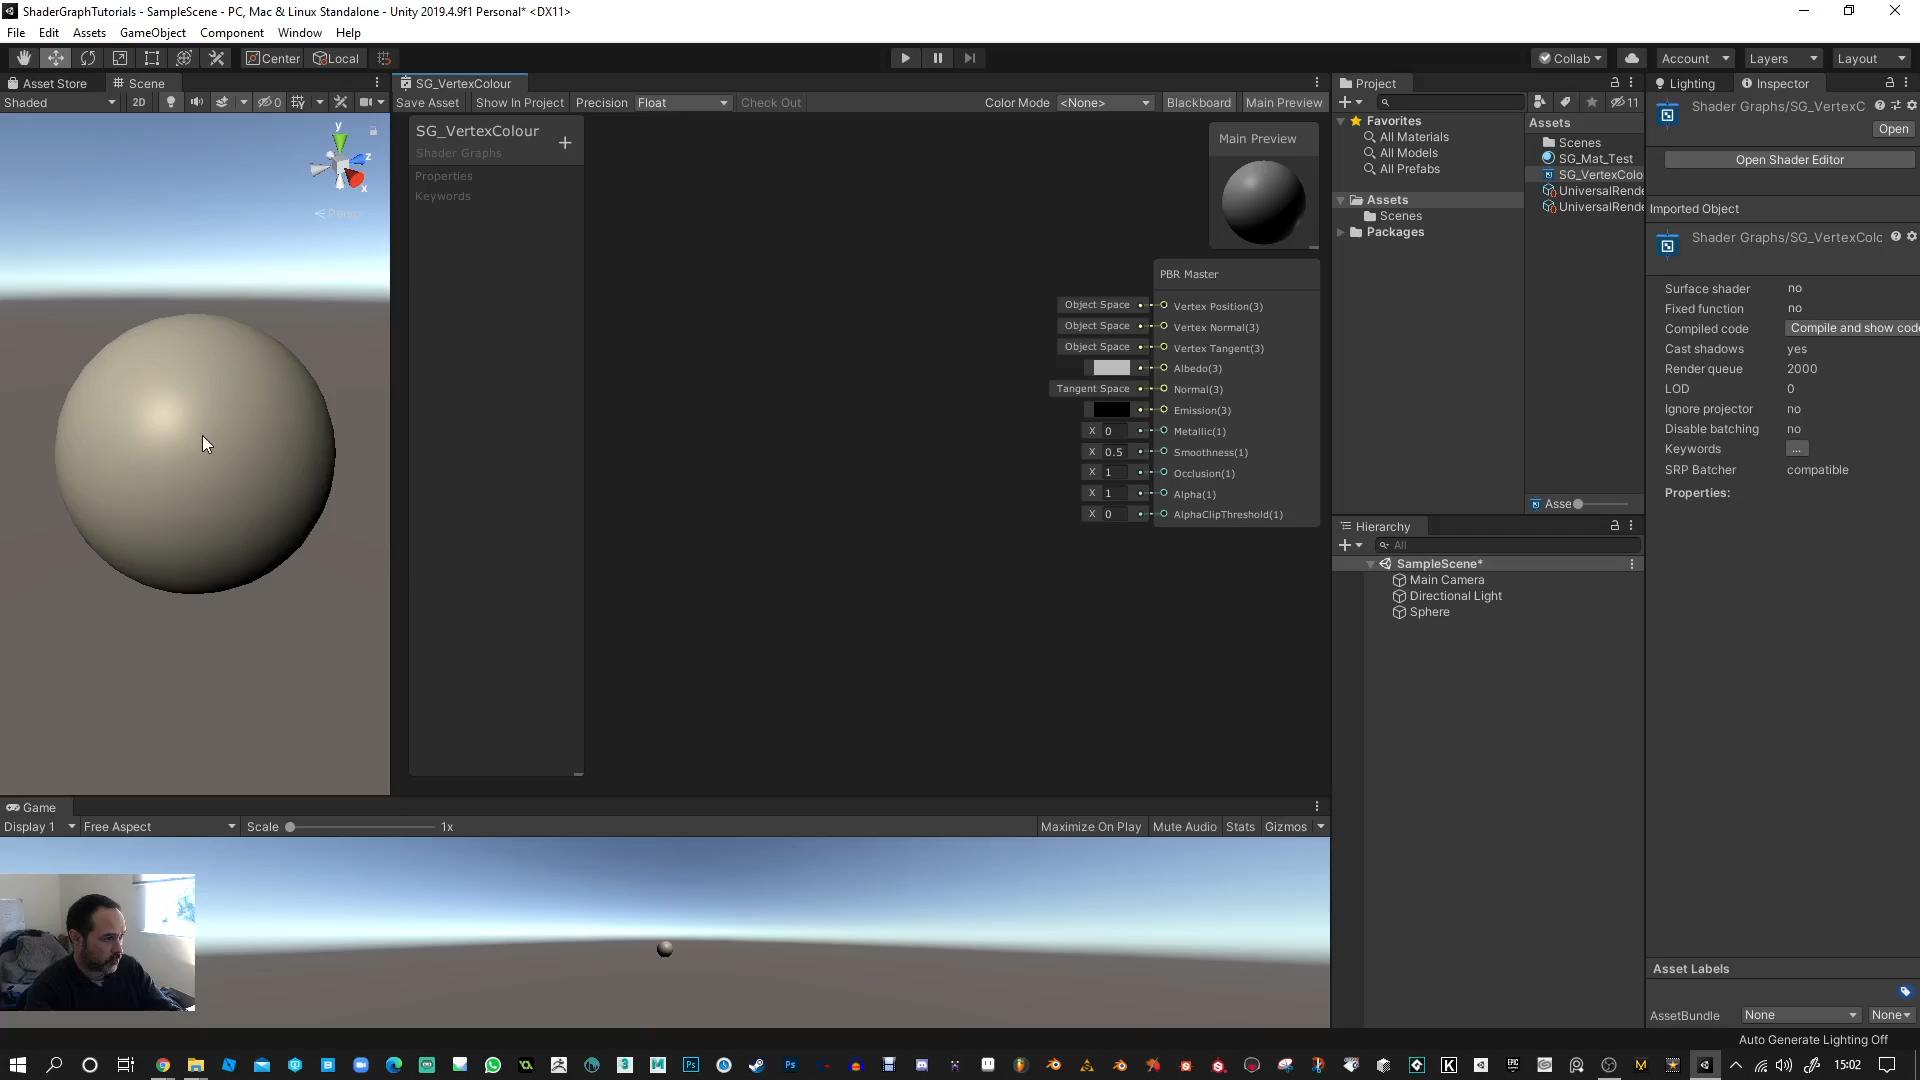 ShaderGraphTutorials - SampleScene - PC, Mac & Linux Standalone - Unity 2019.4.9f1 Personal* <DX11>
File Edit Assets GameObject Component Window Help
Center Local Collab Account Layers Layout
Asset Store Scene
Shaded 2D 0
y
z
x
Persp
SG_VertexColour
Save Asset Show In Project Precision Float Check Out Color Mode <None> Blackboard Main Preview
SG_VertexColour
Shader Graphs
Properties
Keywords
Main Preview
PBR Master
Object Space Vertex Position(3)
Object Space Vertex Normal(3)
Object Space Vertex Tangent(3)
Albedo(3)
Tangent Space Normal(3)
Emission(3)
X 0 Metallic(1)
X 0.5 Smoothness(1)
X 1 Occlusion(1)
X 1 Alpha(1)
X 0 AlphaClipThreshold(1)
Game
Display 1 Free Aspect Scale 1x Maximize On Play Mute Audio Stats Gizmos
Project
11
Favorites
All Materials
All Models
All Prefabs
Assets
Scenes
Packages
Assets
Scenes
SG_Mat_Test
SG_VertexColo
UniversalRende
UniversalRende
Asse
Hierarchy
All
SampleScene*
Main Camera
Directional Light
Sphere
Lighting Inspector
Shader Graphs/SG_VertexC
Open
Open Shader Editor
Imported Object
Shader Graphs/SG_VertexColo
Surface shader no
Fixed function no
Compiled code Compile and show code
Cast shadows yes
Render queue 2000
LOD 0
Ignore projector no
Disable batching no
Keywords ...
SRP Batcher compatible
Properties:
Asset Labels
AssetBundle None None
Auto Generate Lighting Off
15:02